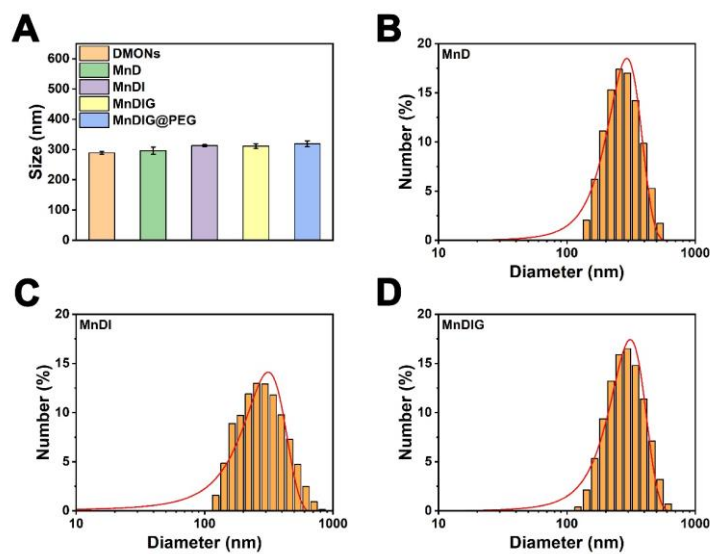 A
Size (nm)
600
500
400
300
200
100
0
DMONs
MnD
MnDI
MnDIG
MnDIG@PEG
B
MnD
Number (%)
20
15
10
5
0
10
100
1000
Diameter (nm)
C
MnDI
Number (%)
20
15
10
5
0
10
100
1000
Diameter (nm)
D
MnDIG
Number (%)
20
15
10
5
0
10
100
1000
Diameter (nm)